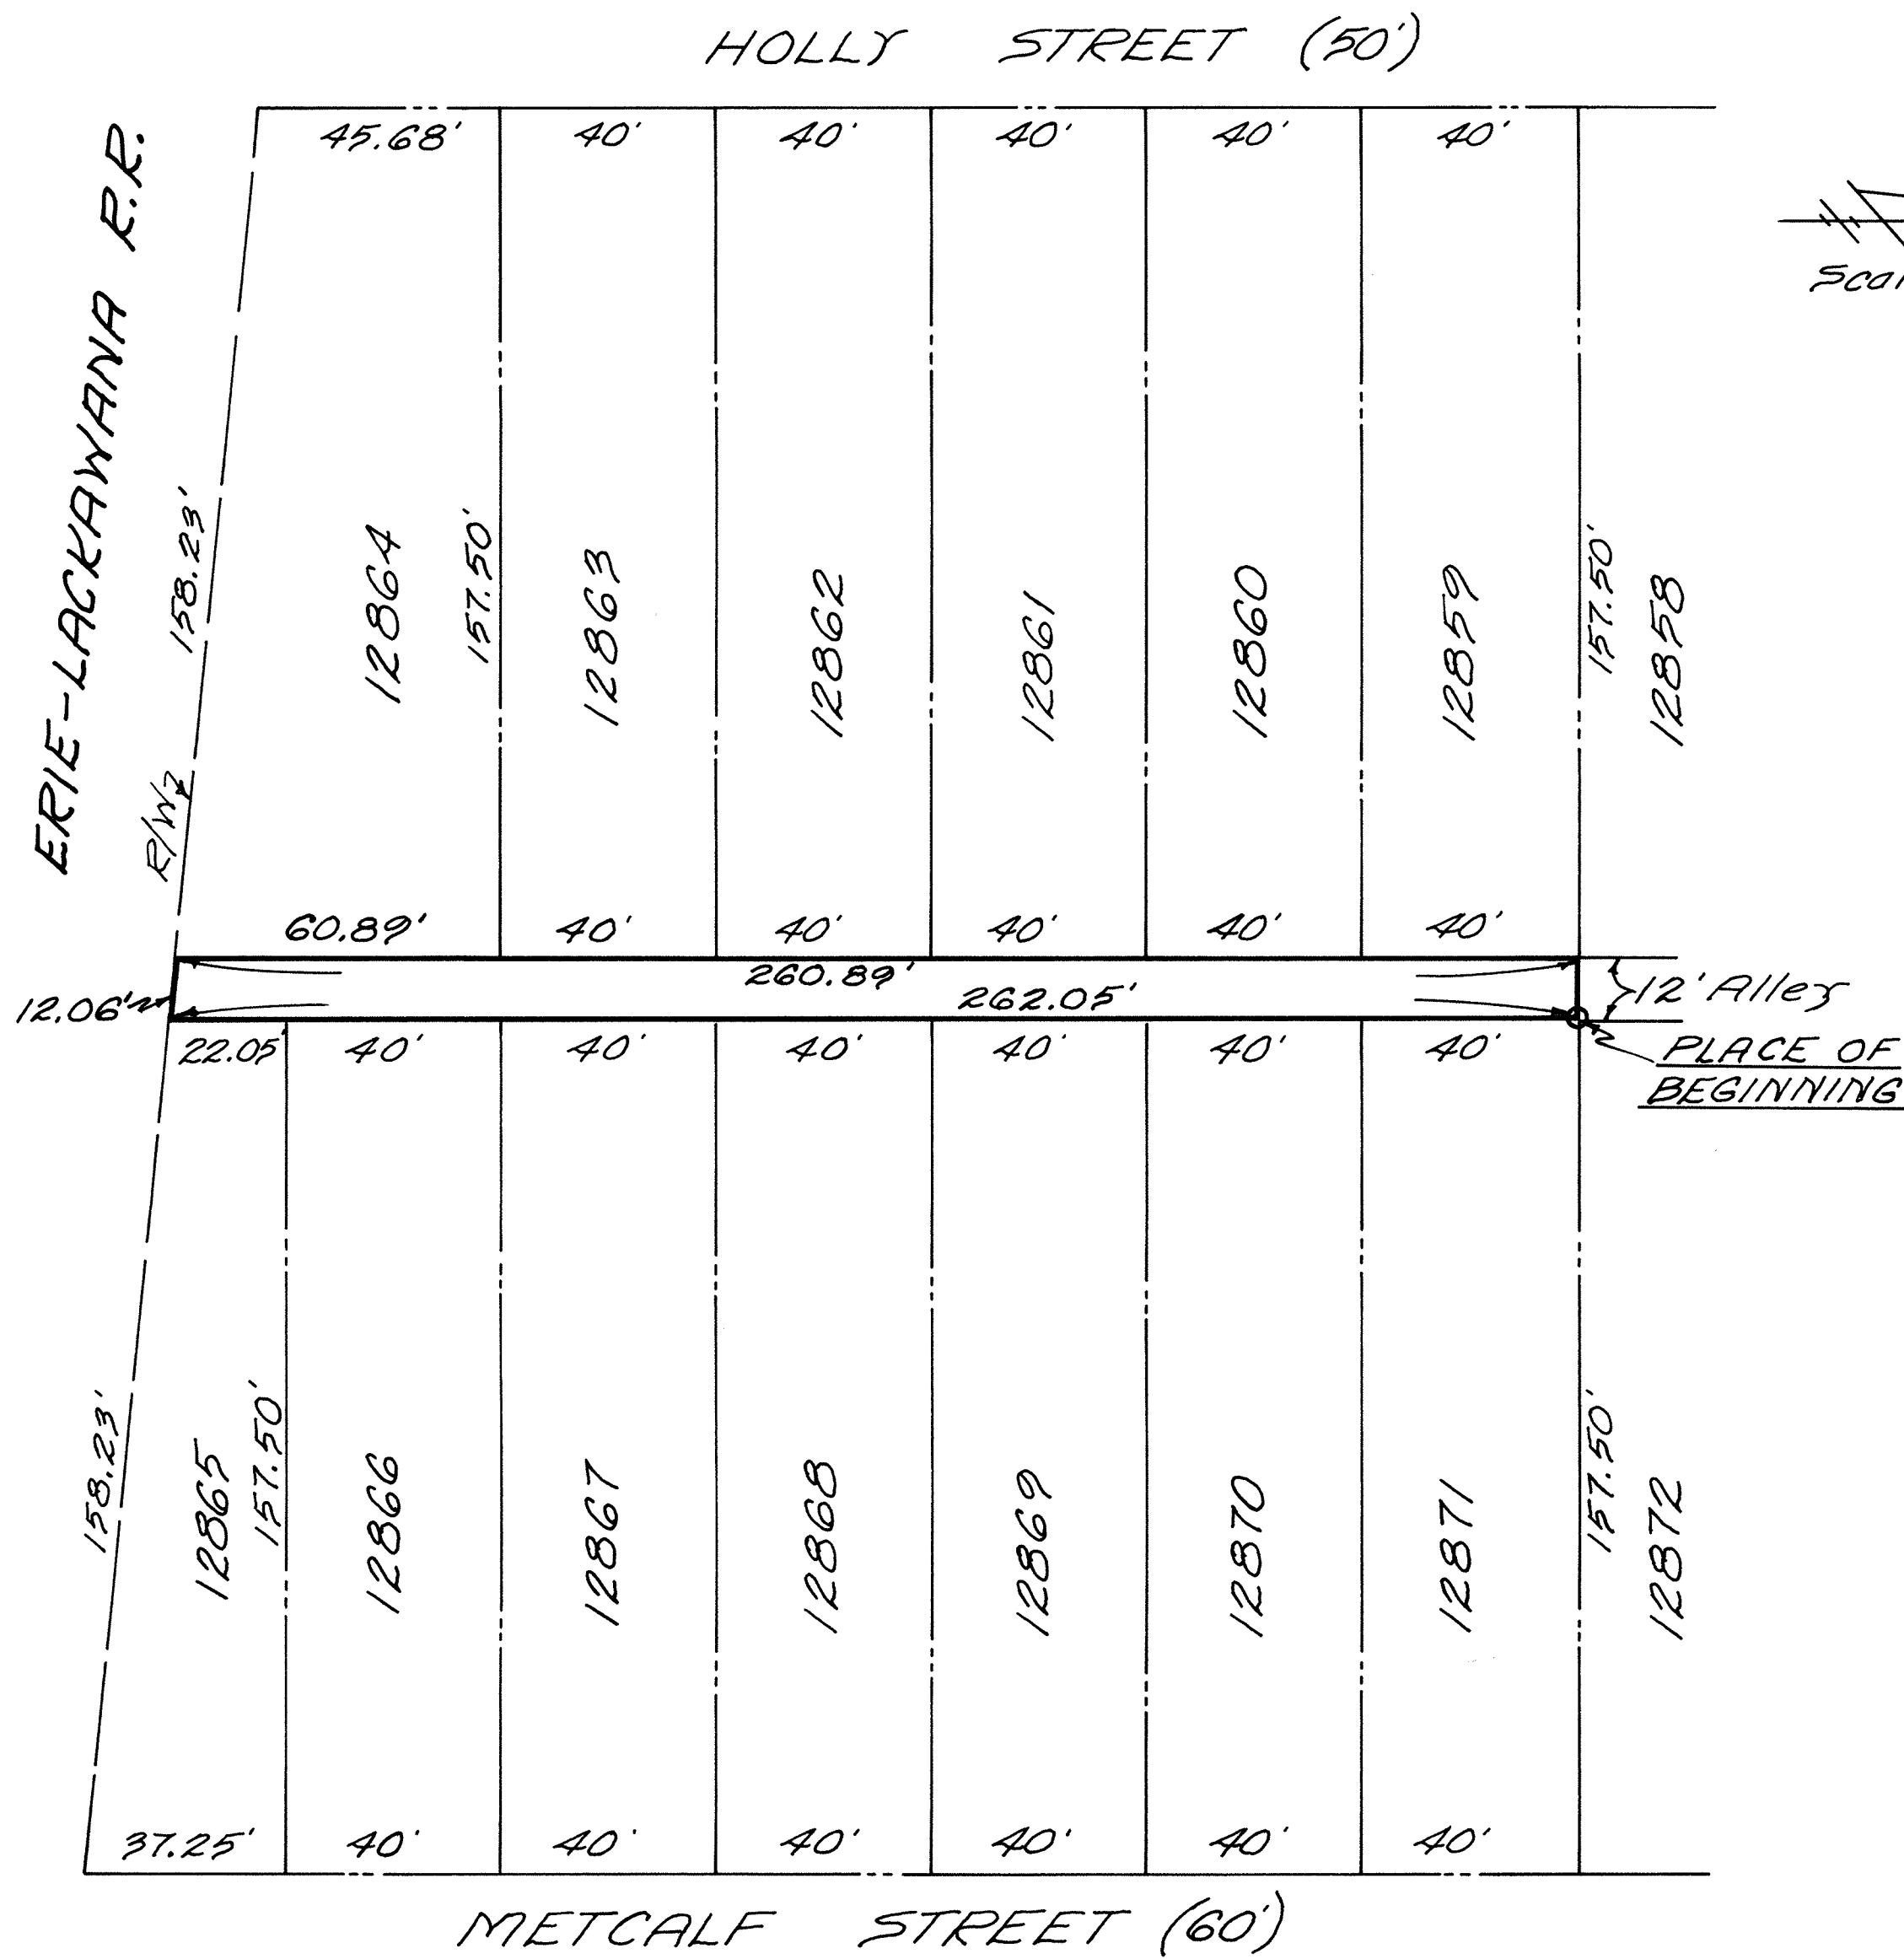 HOLLY STREET (50')
45.68' 40' 40' 40' 40' 40'
ERIE-LACKAWANA R.R.
158.23'
12864
157.50'
12863
12862
12861
12860
12859
157.50'
12858
R/W
60.89' 40' 40' 40' 40' 40'
260.89'
262.05'
12.06'
12' Alley
22.05' 40' 40' 40' 40' 40' 40'
PLACE OF
BEGINNING
158.23'
12865
157.50'
12866
12867
12868
12869
12870
12871
157.50'
12872
37.25' 40' 40' 40' 40' 40' 40'
METCALF STREET (60')